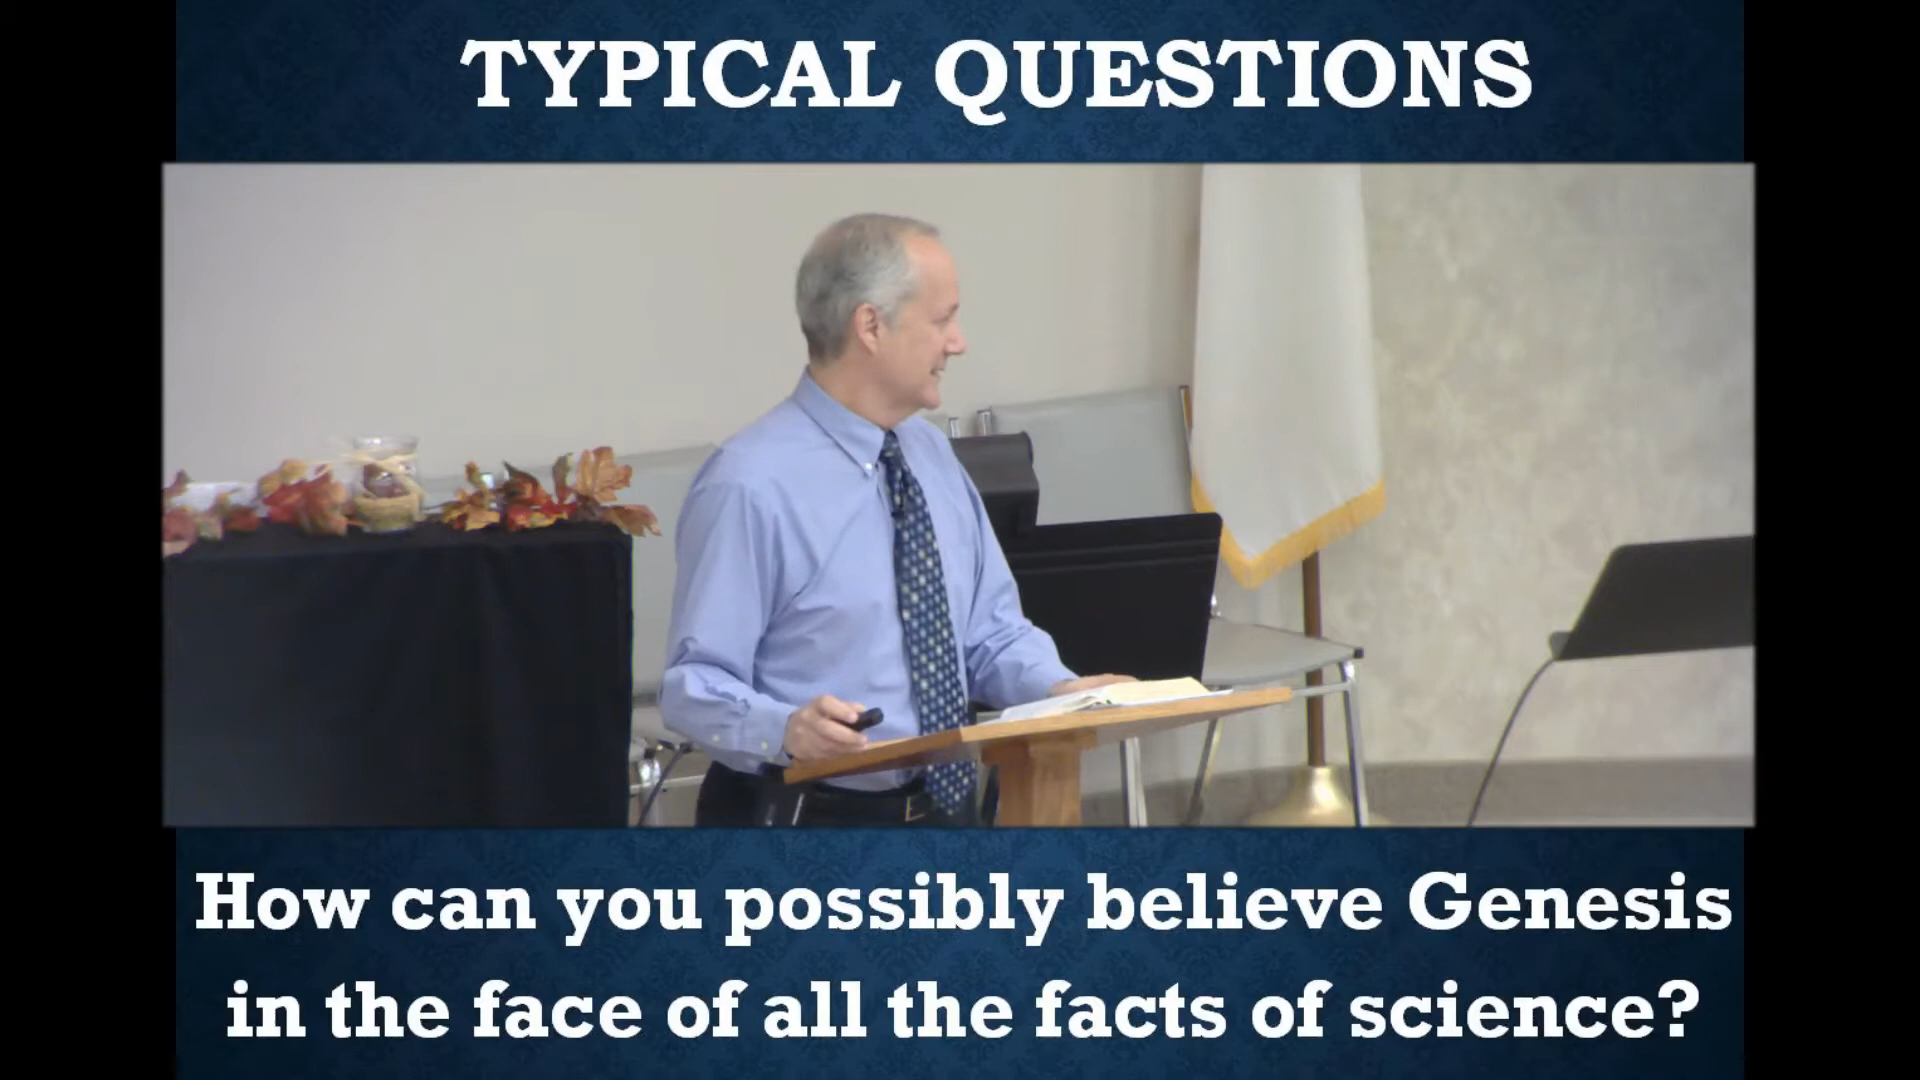 TYPICAL QUESTIONS
How can you possibly believe Genesis
in the face of all the facts of science?